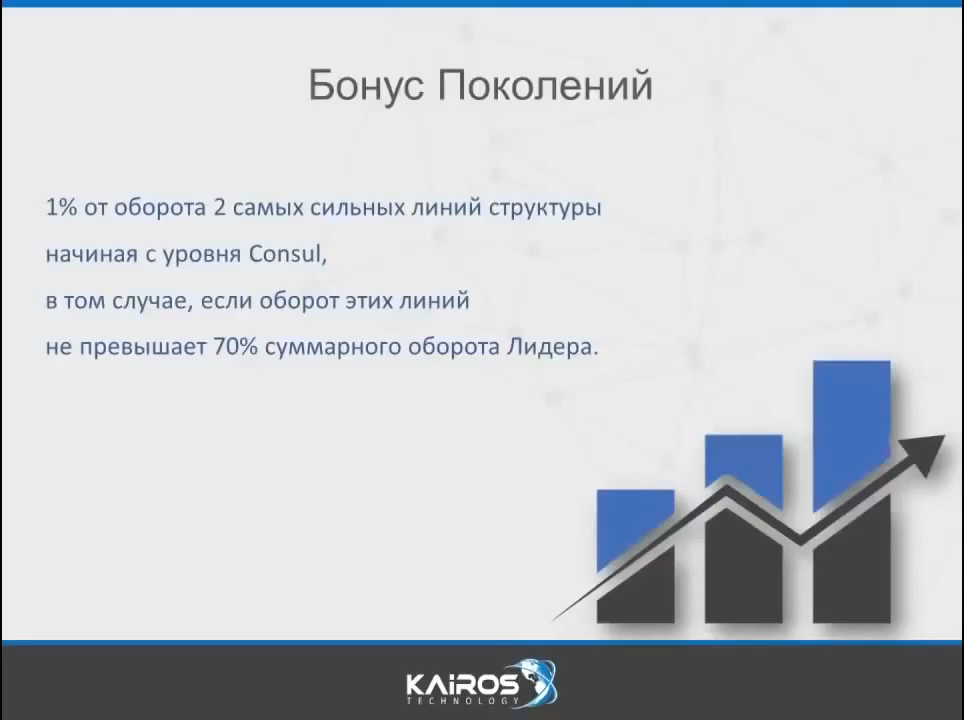 Бонус Поколений
1% от оборота 2 самых сильных линий структуры
начиная с уровня Consul,
в том случае, если оборот этих линий
не превышает 70% суммарного оборота Лидера.
KAiROS
TECHNOLOGY